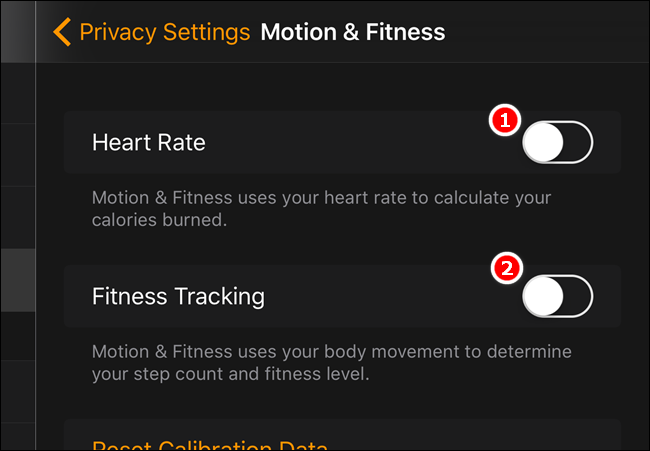 Privacy Settings Motion & Fitness
1
Heart Rate
Motion & Fitness uses your heart rate to calculate your
calories burned.
2
Fitness Tracking
Motion & Fitness uses your body movement to determine
your step count and fitness level.
Reset Calibration Data